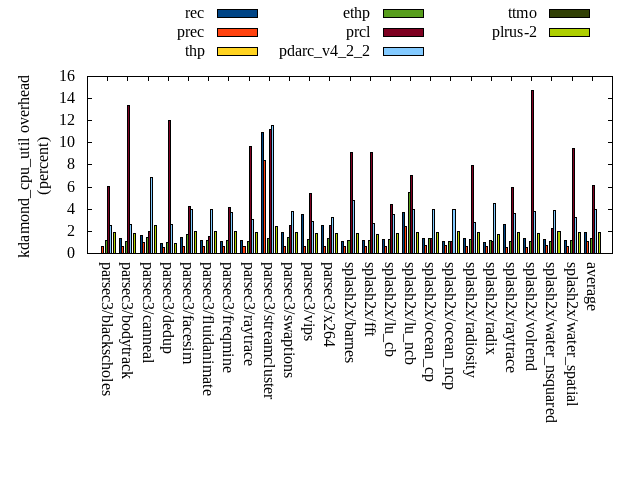 rec
prec
thp
ethp
prcl
pdarc_v4_2_2
ttmo
plrus-2
kdamond_cpu_util overhead
(percent)
16
14
12
10
8
6
4
2
0
parsec3/blackscholes
parsec3/bodytrack
parsec3/canneal
parsec3/dedup
parsec3/facesim
parsec3/fluidanimate
parsec3/freqmine
parsec3/raytrace
parsec3/streamcluster
parsec3/swaptions
parsec3/vips
parsec3/x264
splash2x/barnes
splash2x/fft
splash2x/lu_cb
splash2x/lu_ncb
splash2x/ocean_cp
splash2x/ocean_ncp
splash2x/radiosity
splash2x/radix
splash2x/raytrace
splash2x/volrend
splash2x/water_nsquared
splash2x/water_spatial
average